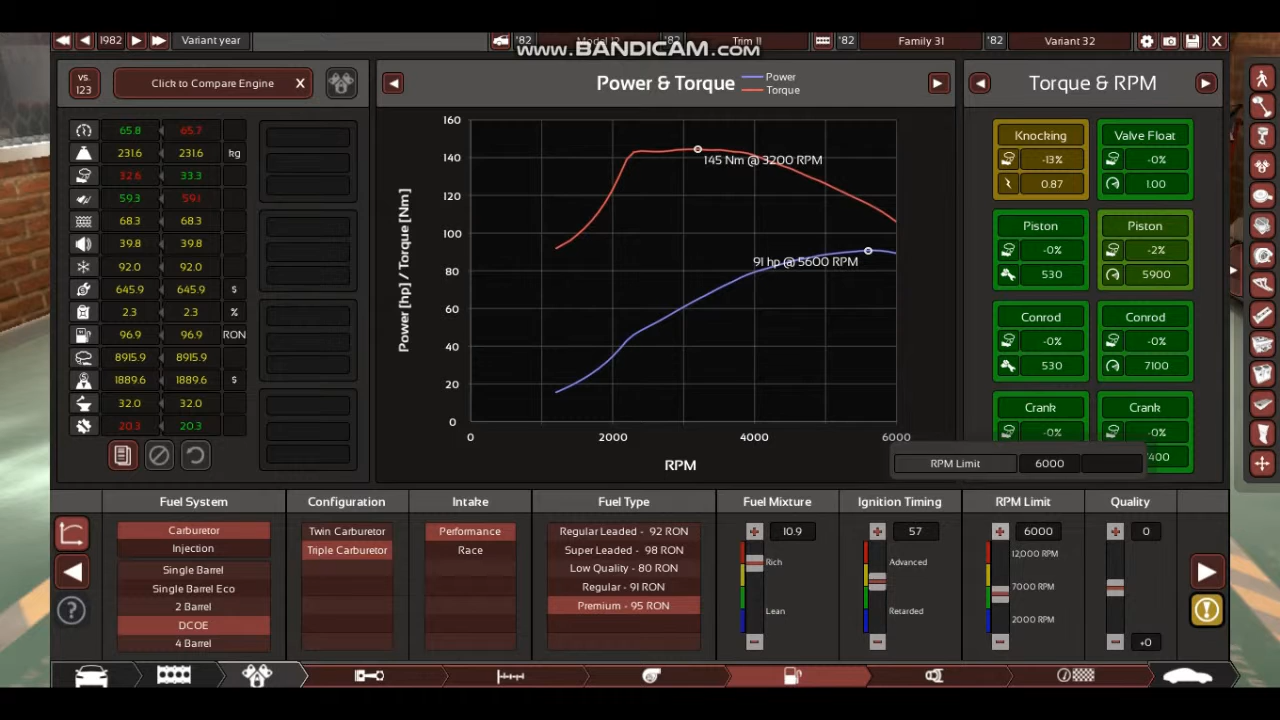 www.BANDICAM.com
1982
Variant year
'82
Trim 11
'82
Family 31
'82
Variant 32
X
VS.
123
Click to Compare Engine
X
Power & Torque
Power
Torque
Torque & RPM
65.8 65.7
231.6 231.6 kg
32.6 33.3
59.3 59.1
68.3 68.3
39.8 39.8
92.0 92.0
645.9 645.9 $
2.3 2.3 %
96.9 96.9 RON
8915.9 8915.9
1889.6 1889.6 $
32.0 32.0
20.3 20.3
Power [hp] / Torque [Nm]
160
140
120
100
80
60
40
20
0
0 2000 4000 6000
RPM
145 Nm @ 3200 RPM
91 hp @ 5600 RPM
Knocking
-13%
0.87
Valve Float
-0%
1.00
Piston
-0%
530
Piston
-2%
5900
Conrod
-0%
530
Conrod
-0%
7100
Crank
-0%
Crank
-0%
400
RPM Limit 6000
Fuel System
Carburetor
Injection
Single Barrel
Single Barrel Eco
2 Barrel
DCOE
4 Barrel
Configuration
Twin Carburetor
Triple Carburetor
Intake
Performance
Race
Fuel Type
Regular Leaded - 92 RON
Super Leaded - 98 RON
Low Quality - 80 RON
Regular - 91 RON
Premium - 95 RON
Fuel Mixture
10.9
Rich
Lean
Ignition Timing
57
Advanced
Retarded
RPM Limit
6000
12,000 RPM
7000 RPM
2000 RPM
Quality
0
+0